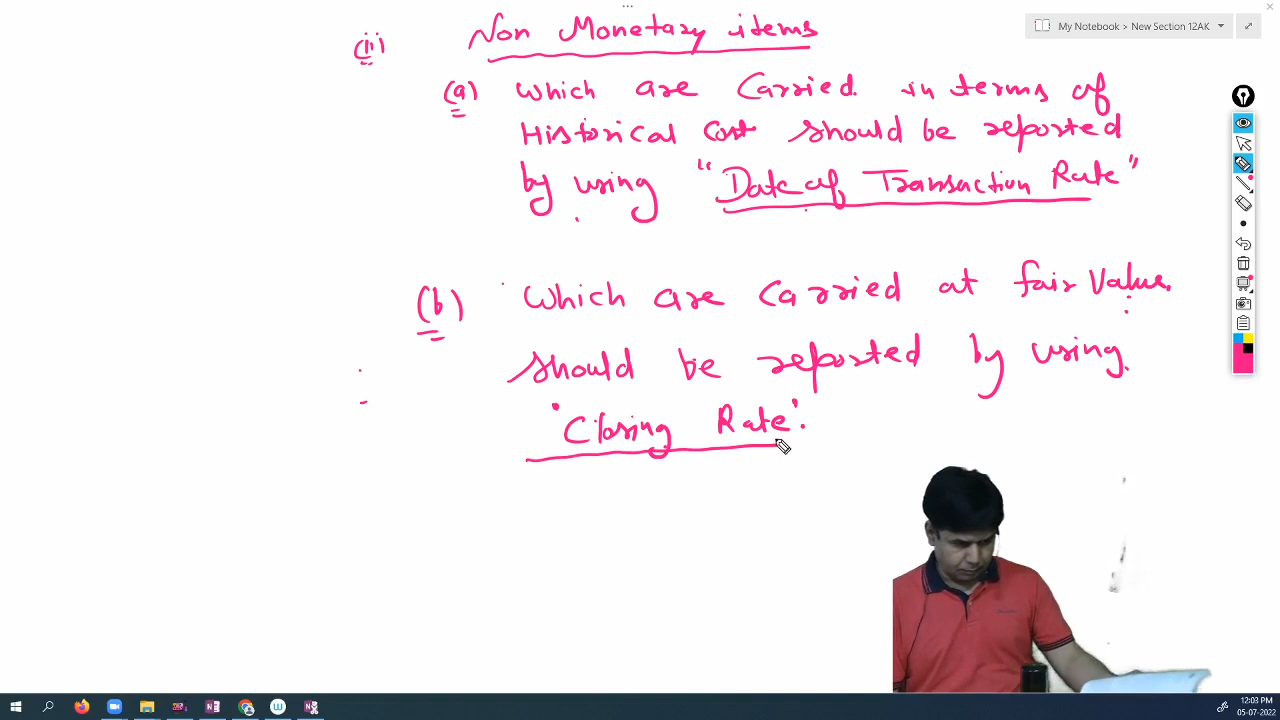 My Notebook > New Section 12AK
(ii) Non Monetary items
(a) which are Carried in terms of
Historical Cost should be reported
by using "Date of Transaction Rate"
(b) Which are carried at fair Value
should be reported by using
'Closing Rate'.
12:03 PM
05-07-2022